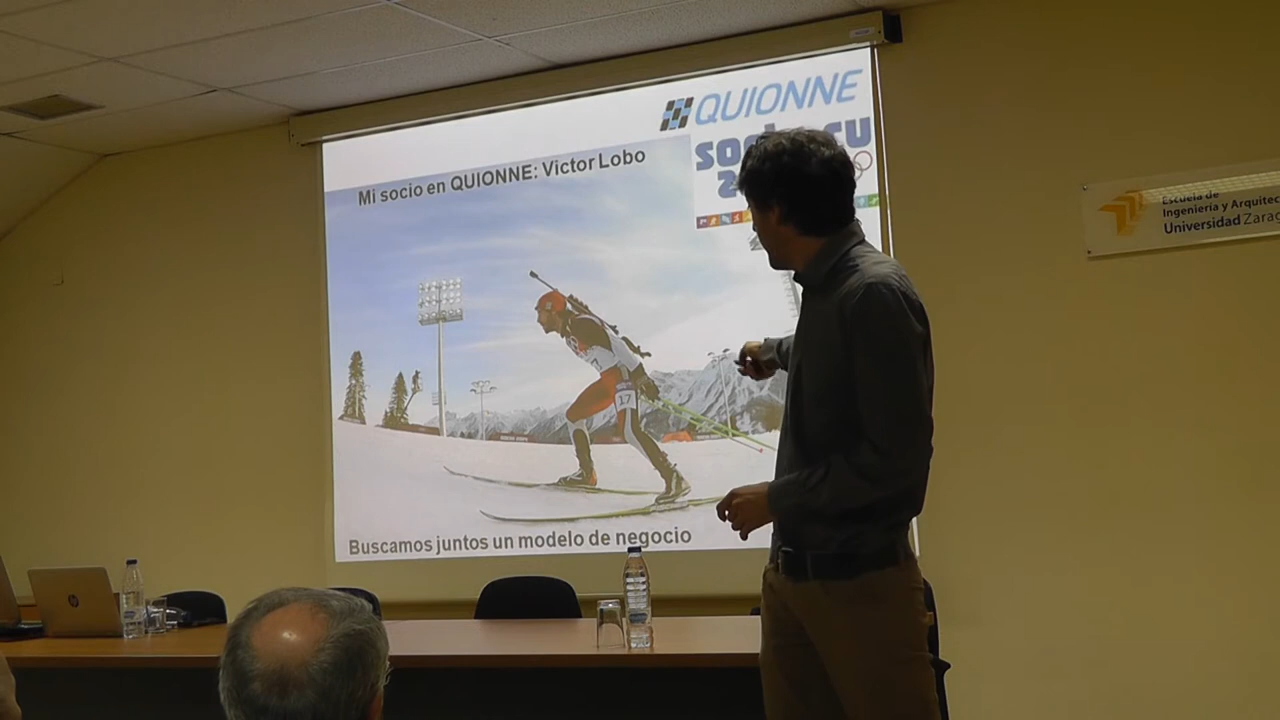 QUIONNE
Mi socio en QUIONNE: Victor Lobo
17
Buscamos juntos un modelo de negocio
Escuela de
Ingeniería y Arquitec
Universidad Zarag
hp